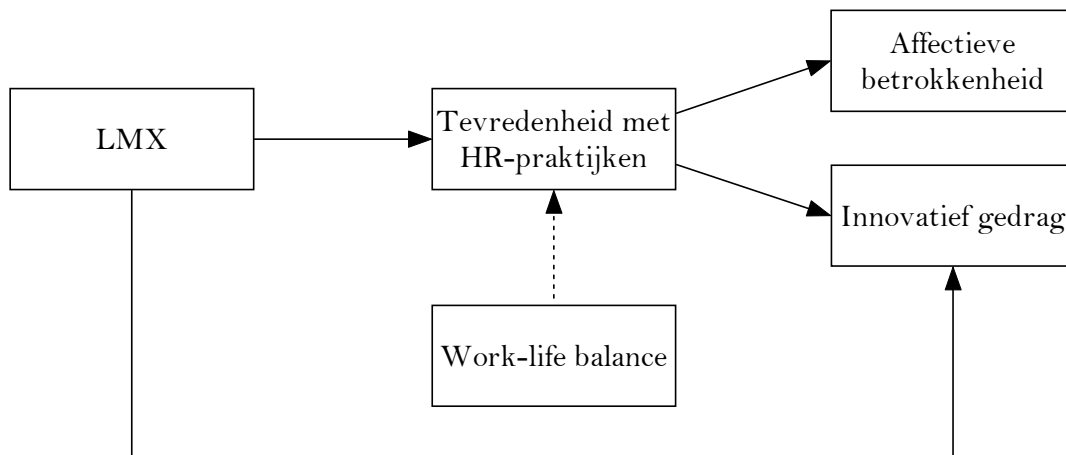 Affectieve
betrokkenheid
LMX
Tevredenheid met
HR-praktijken
Innovatief gedrag
Work-life balance